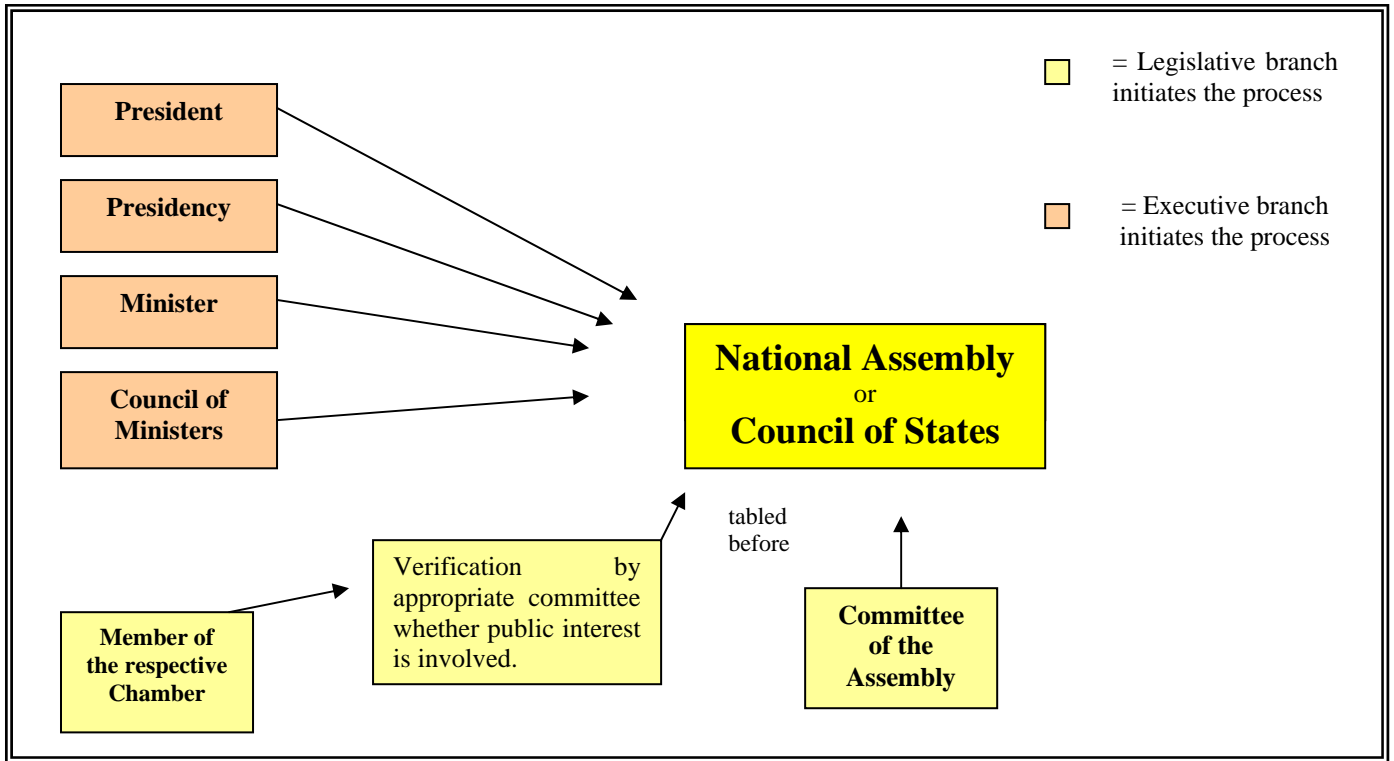 President
Presidency
Minister
Council of
Ministers
= Legislative branch
initiates the process
= Executive branch
initiates the process
National Assembly
or
Council of States
tabled
before
Verification by
appropriate committee
whether public interest
is involved.
Member of
the respective
Chamber
Committee
of the
Assembly